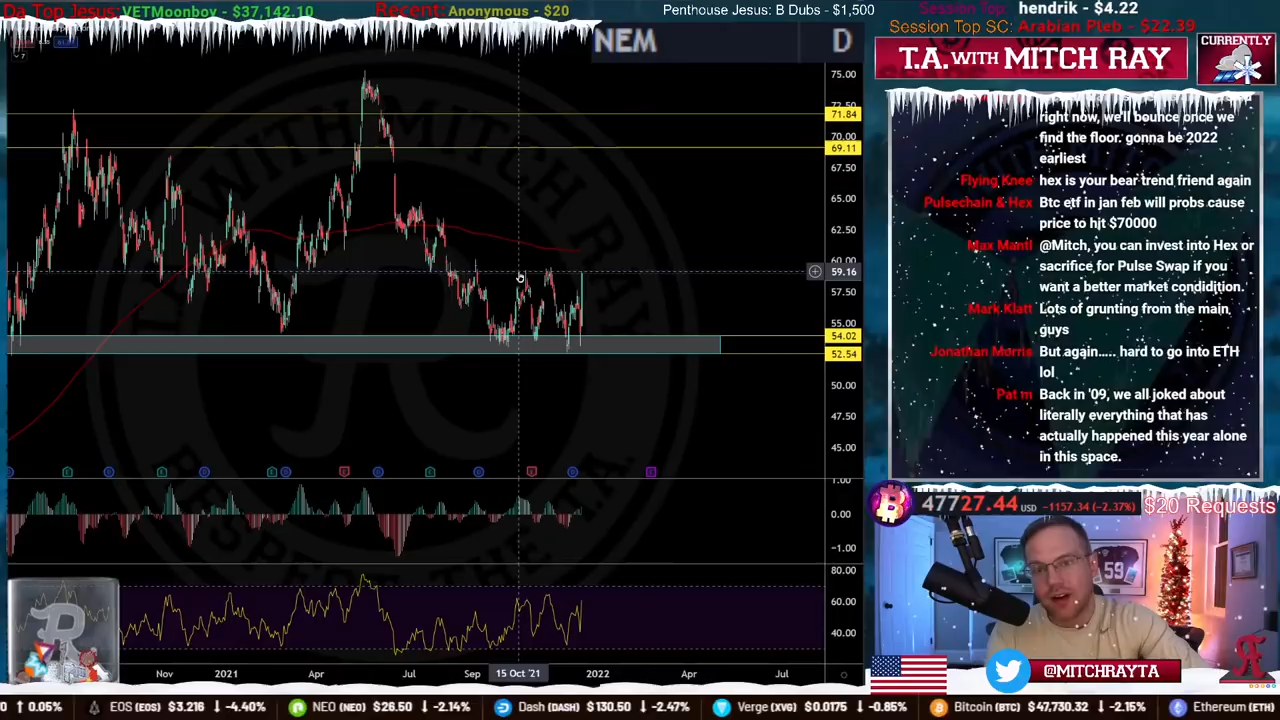 Da Top Jesus: VETMoonboy - $37,142.10
Recent: Anonymous - $20
Penthouse Jesus: B Dubs - $1,500
Session Top: hendrik - $4.22
Session Top SC: Arabian Pleb - $22.39
NEM D
T.A. WITH MITCH RAY
CURRENTLY
75.00
72.50
71.84
70.00
69.11
67.50
65.00
62.50
60.00
59.16
57.50
55.00
54.02
52.54
50.00
47.50
45.00
1.00
0.00
-1.00
80.00
60.00
40.00
Nov 2021 Apr Jul Sep 15 Oct '21 2022 Apr Jul
right now, we'll bounce once we
find the floor. gonna be 2022
earliest
Flying Knee hex is your bear trend friend again
Pulsechain & Hex Btc etf in jan feb will probs cause
price to hit $70000
Max Mantl @Mitch, you can invest into Hex or
sacrifice for Pulse Swap if you
want a better market condidition.
Mark Klatt Lots of grunting from the main
guys
Jonathan Morris But again..... hard to go into ETH
lol
Pat m Back in '09, we all joked about
literally everything that has
actually happened this year alone
in this space.
47727.44 USD -1157.34 (-2.37%) $20 Requests
59
@MITCHRAYTA
0.05% EOS (EOS) $3.216 -4.40% NEO (NEO) $26.50 -2.14% Dash (DASH) $130.50 -2.47% Verge (XVG) $0.0175 -0.85% Bitcoin (BTC) $47,730.32 -2.15% Ethereum (ETH)